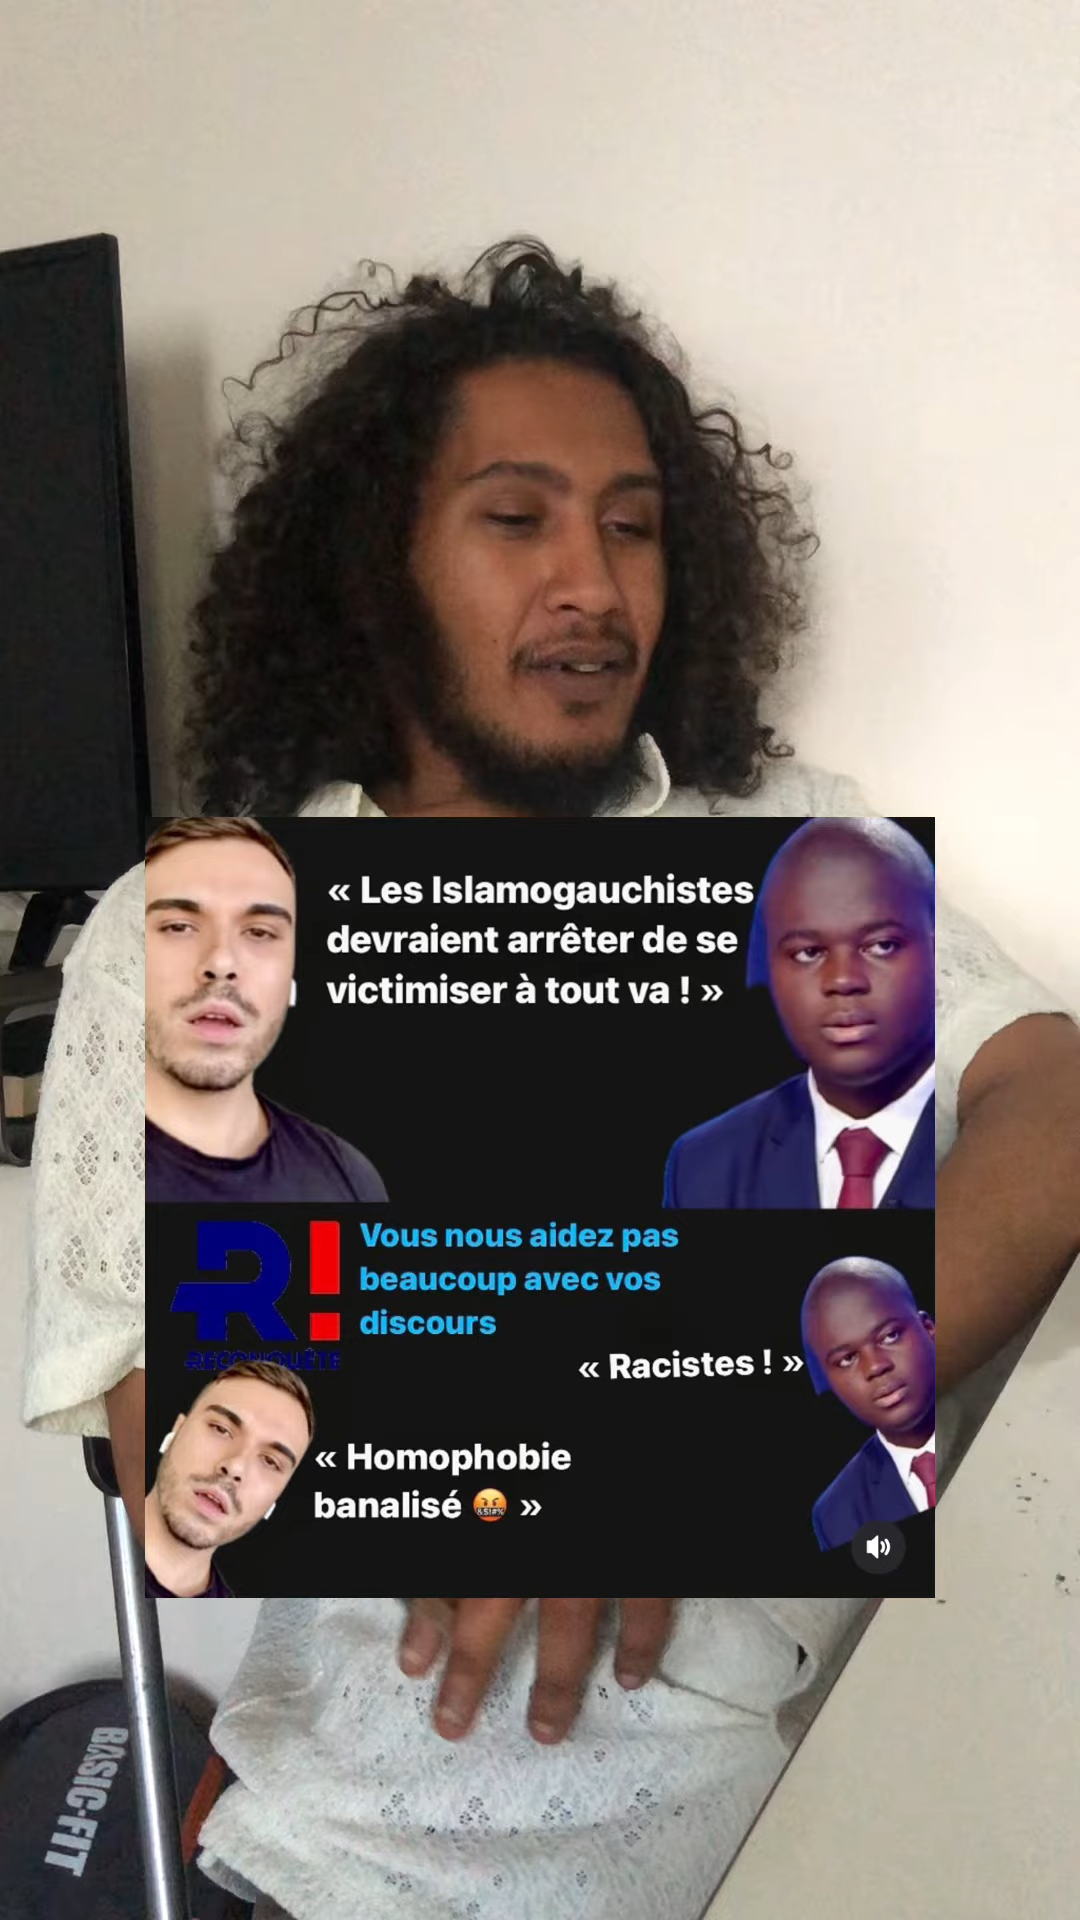 « Les Islamogauchistes
devraient arrêter de se
victimiser à tout va ! »
R!
RECONQUÊTE
Vous nous aidez pas
beaucoup avec vos
discours
« Racistes ! »
« Homophobie
banalisé 🤬 »
BASIC-FIT